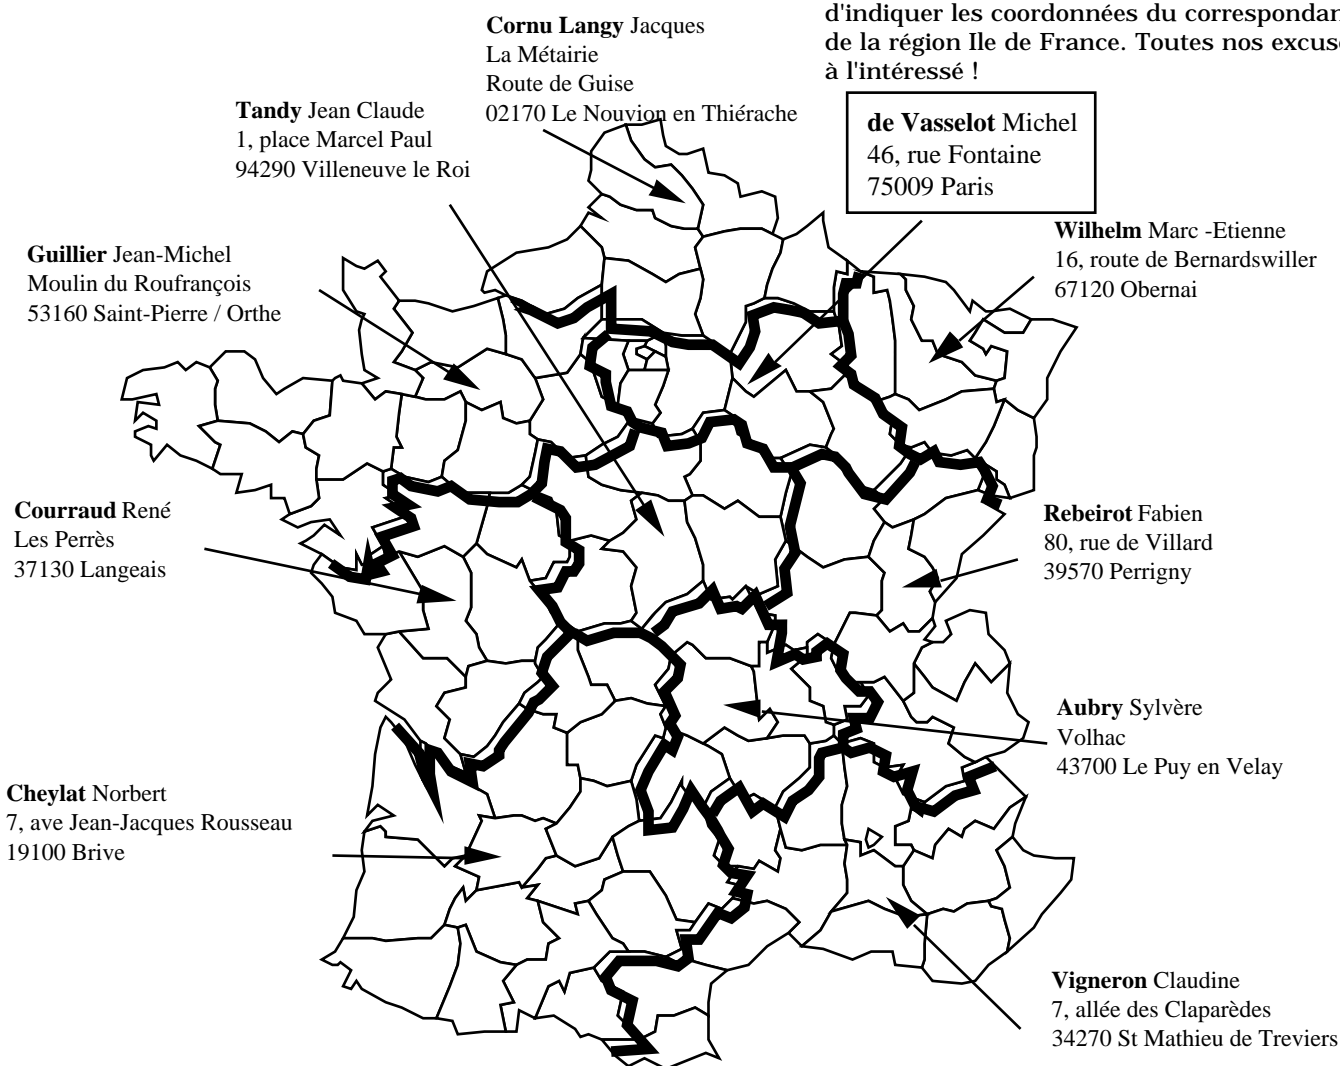 d'indiquer les coordonnées du correspondan
de la région Ile de France. Toutes nos excus
à l'intéressé !
Cornu Langy Jacques
La Métairie
Route de Guise
02170 Le Nouvion en Thiérache
Tandy Jean Claude
1, place Marcel Paul
94290 Villeneuve le Roi
de Vasselot Michel
46, rue Fontaine
75009 Paris
Wilhelm Marc -Etienne
16, route de Bernardswiller
67120 Obernai
Guillier Jean-Michel
Moulin du Roufrançois
53160 Saint-Pierre / Orthe
Courraud René
Les Perrès
37130 Langeais
Rebeirot Fabien
80, rue de Villard
39570 Perrigny
Aubry Sylvère
Volhac
43700 Le Puy en Velay
Cheylat Norbert
7, ave Jean-Jacques Rousseau
19100 Brive
Vigneron Claudine
7, allée des Claparèdes
34270 St Mathieu de Treviers